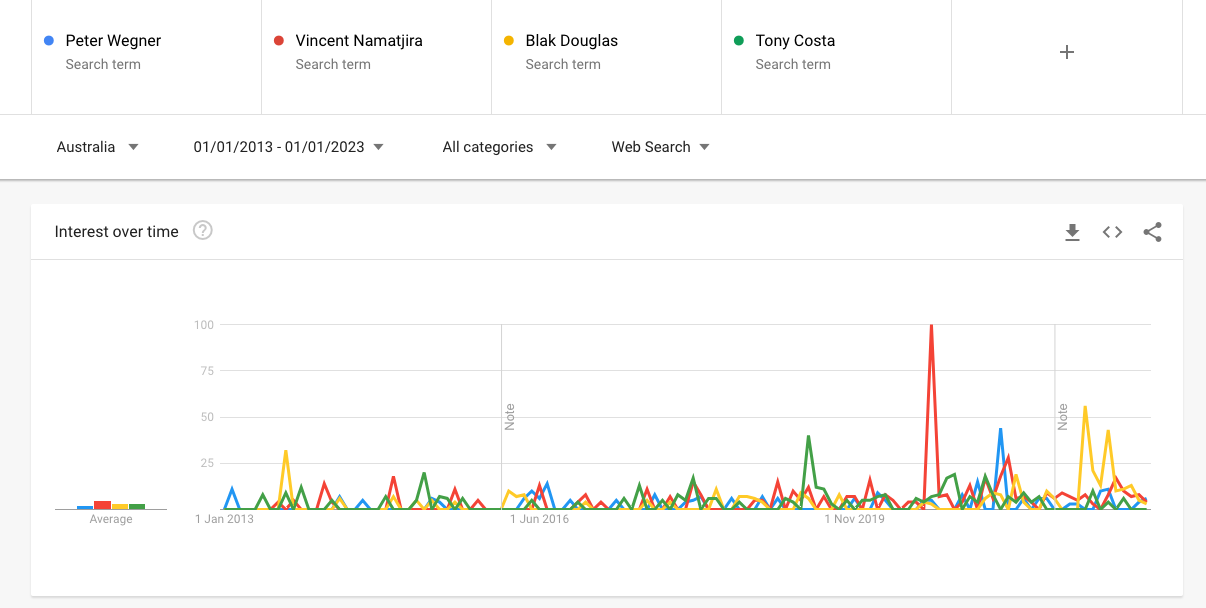 Peter Wegner
Search term
Vincent Namatjira
Search term
Blak Douglas
Search term
Tony Costa
Search term
Australia
01/01/2013 - 01/01/2023
All categories
Web Search
Interest over time
?
100
75
50
25
Note
Note
Average
1 Jan 2013
1 Jun 2016
1 Nov 2019